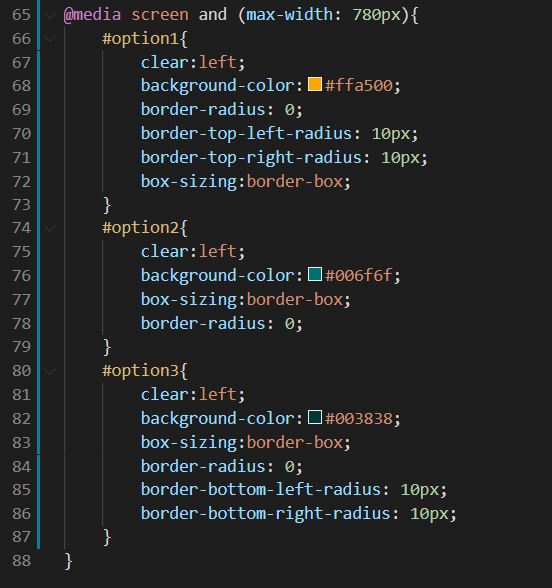 65 @media screen and (max-width: 780px){
66 #option1{
67 clear:left;
68 background-color: #ffa500;
69 border-radius: 0;
70 border-top-left-radius: 10px;
71 border-top-right-radius: 10px;
72 box-sizing:border-box;
73 }
74 #option2{
75 clear:left;
76 background-color: #006f6f;
77 box-sizing:border-box;
78 border-radius: 0;
79 }
80 #option3{
81 clear:left;
82 background-color: #003838;
83 box-sizing:border-box;
84 border-radius: 0;
85 border-bottom-left-radius: 10px;
86 border-bottom-right-radius: 10px;
87 }
88 }